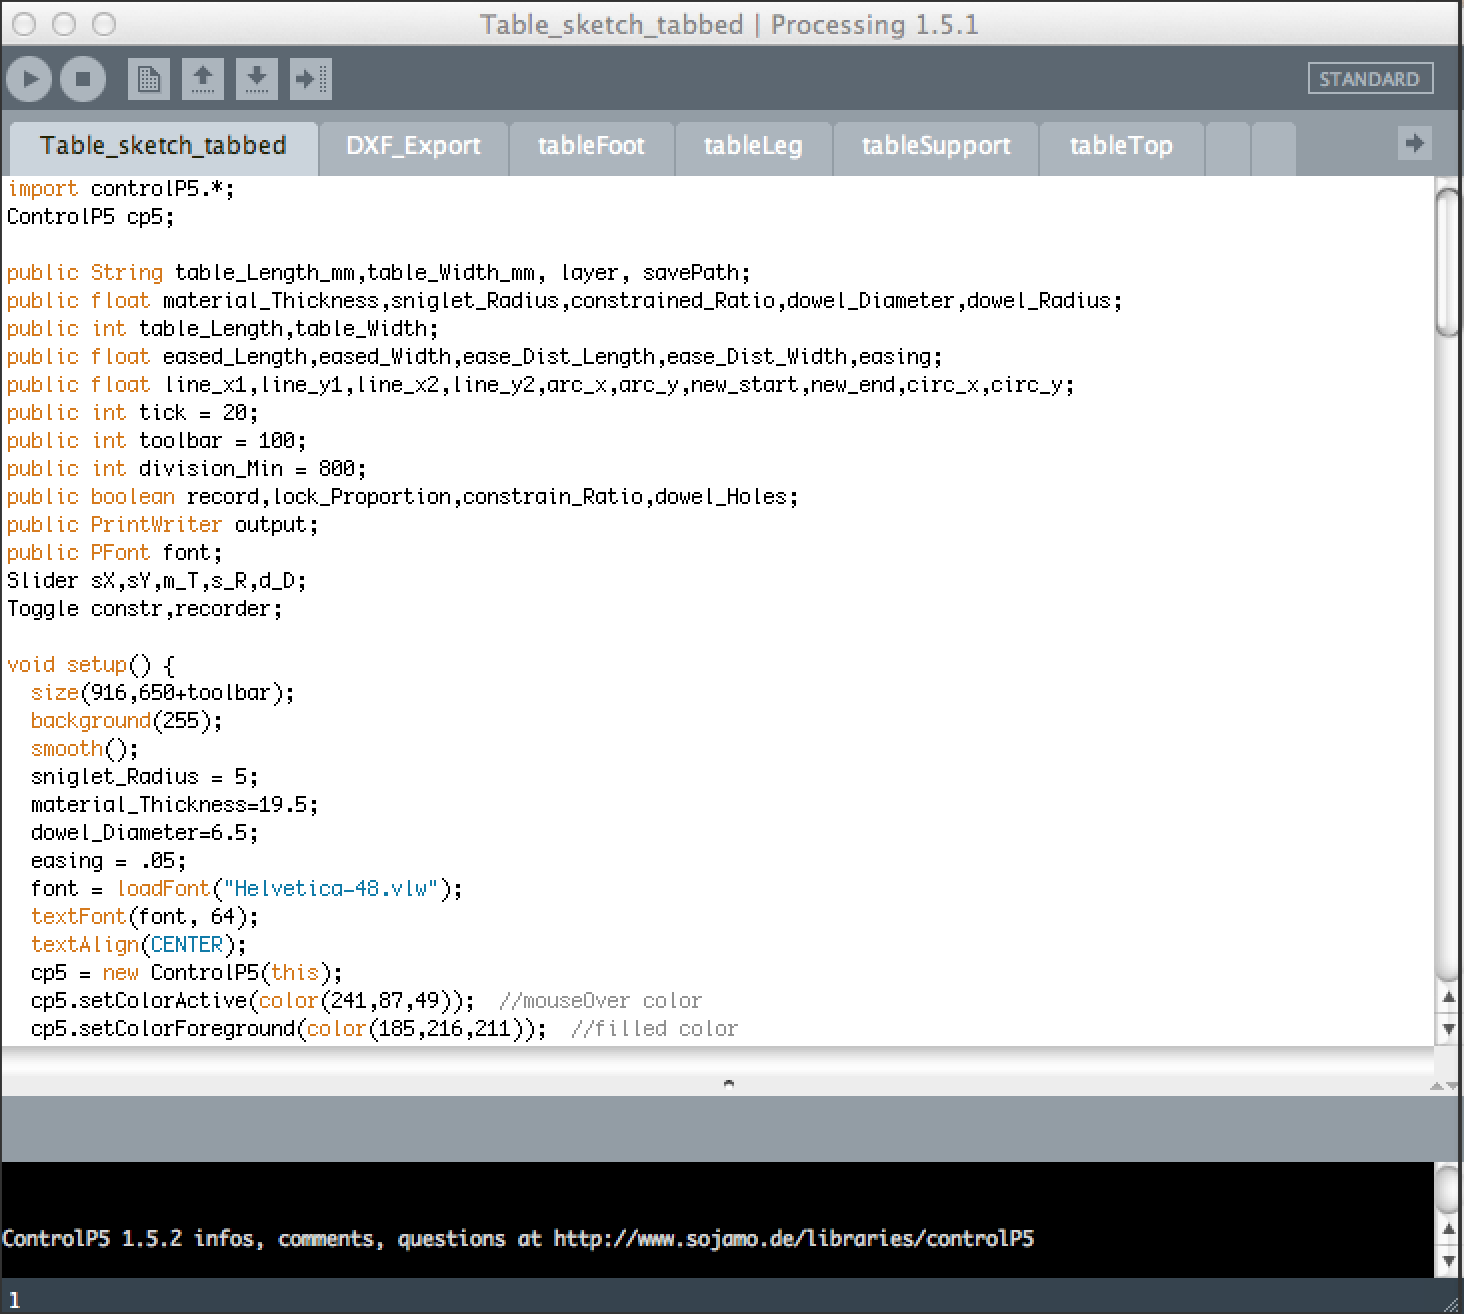 Table_sketch_tabbed | Processing 1.5.1
STANDARD
Table_sketch_tabbed DXF_Export tableFoot tableLeg tableSupport tableTop
import controlP5.*;
ControlP5 cp5;
public String table_Length_mm,table_Width_mm, layer, savePath;
public float material_Thickness,sniglet_Radius,constrained_Ratio,dowel_Diameter,dowel_Radius;
public int table_Length,table_Width;
public float eased_Length,eased_Width,ease_Dist_Length,ease_Dist_Width,easing;
public float line_x1,line_y1,line_x2,line_y2,arc_x,arc_y,new_start,new_end,circ_x,circ_y;
public int tick = 20;
public int toolbar = 100;
public int division_Min = 800;
public boolean record,lock_Proportion,constrain_Ratio,dowel_Holes;
public PrintWriter output;
public PFont font;
Slider sX,sY,m_T,s_R,d_D;
Toggle constr,recorder;
void setup() {
  size(916,650+toolbar);
  background(255);
  smooth();
  sniglet_Radius = 5;
  material_Thickness=19.5;
  dowel_Diameter=6.5;
  easing = .05;
  font = loadFont("Helvetica-48.vlw");
  textFont(font, 64);
  textAlign(CENTER);
  cp5 = new ControlP5(this);
  cp5.setColorActive(color(241,87,49));  //mouseOver color
  cp5.setColorForeground(color(185,216,211));  //filled color
ControlP5 1.5.2 infos, comments, questions at http://www.sojamo.de/libraries/controlP5
1